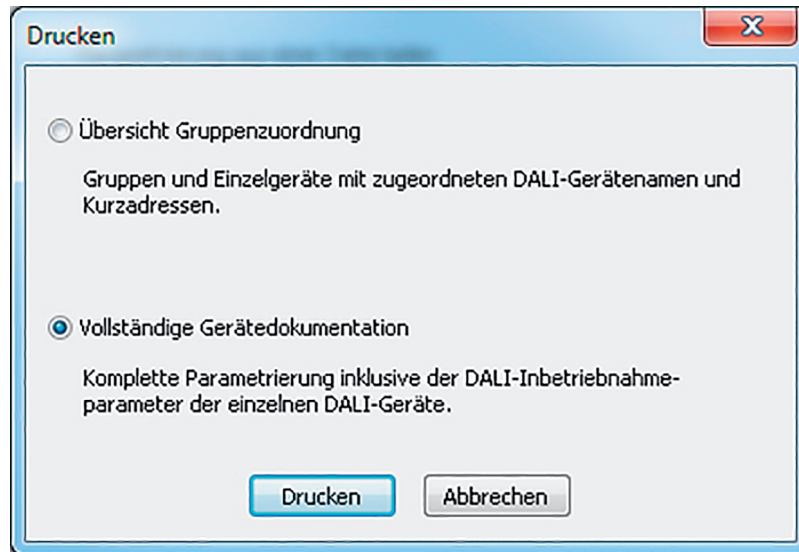 Drucken
Übersicht Gruppenzuordnung
Gruppen und Einzelgeräte mit zugeordneten DALI-Gerätenamen und
Kurzadressen.
Vollständige Gerätedokumentation
Komplette Parametrierung inklusive der DALI-Inbetriebnahme-
parameter der einzelnen DALI-Geräte.
Drucken
Abbrechen